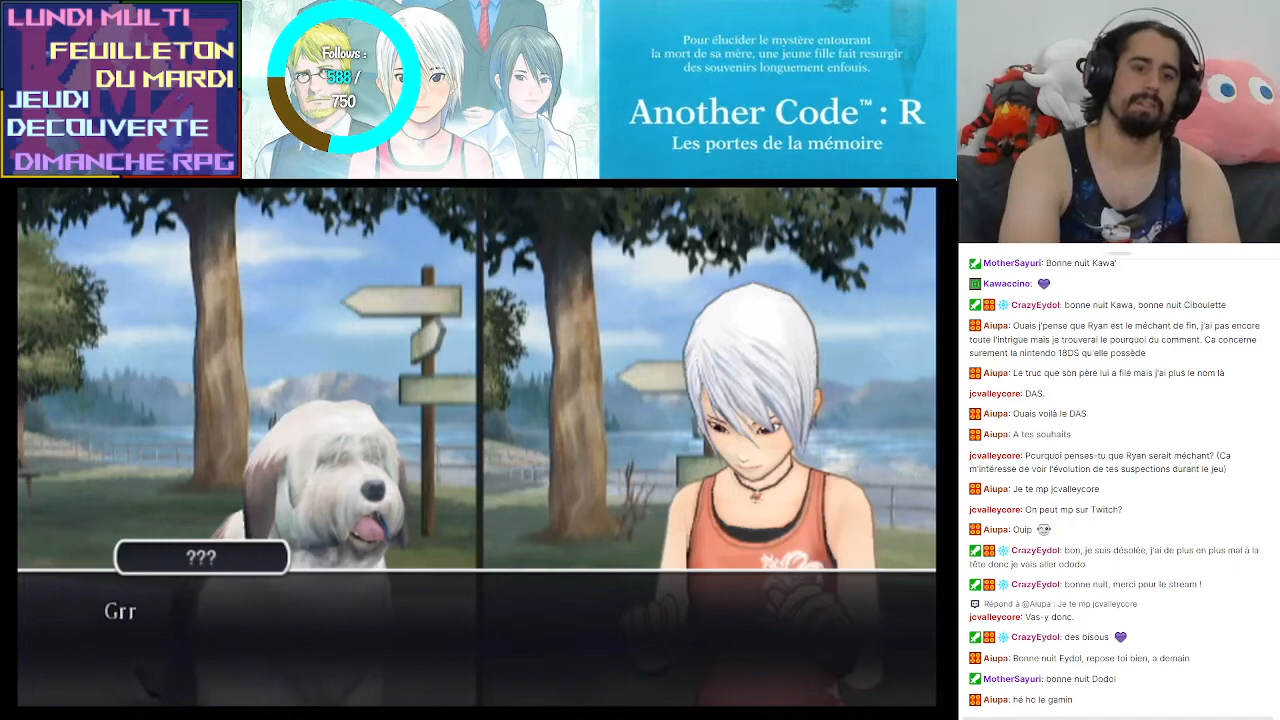 LUNDI MULTI
FEUILLETON
DU MARDI
JEUDI
DECOUVERTE
DIMANCHE RPG
Follows :
588 /
750
Pour élucider le mystère entourant
la mort de sa mère, une jeune fille fait resurgir
des souvenirs longuement enfouis.
Another Code™ : R
Les portes de la mémoire
???
Grr
MotherSayuri: Bonne nuit Kawa'
Kawaccino:
CrazyEydol: bonne nuit Kawa, bonne nuit Ciboulette
Aiupa: Ouais j'pense que Ryan est le méchant de fin, j'ai pas encore
toute l'intrigue mais je trouverai le pourquoi du comment. Ca concerne
surement la nintendo 18DS qu'elle possède
Aiupa: Le truc que son père lui a filé mais j'ai plus le nom là
jcvalleycore: DAS.
Aiupa: Ouais voilà le DAS
Aiupa: A tes souhaits
jcvalleycore: Pourquoi penses-tu que Ryan serait méchant? (Ca
m'intéresse de voir l'évolution de tes suspections durant le jeu)
Aiupa: Je te mp jcvalleycore
jcvalleycore: On peut mp sur Twitch?
Aiupa: Ouip
CrazyEydol: bon, je suis désolée, j'ai de plus en plus mal à la
tête donc je vais aller ododo
CrazyEydol: bonne nuit, merci pour le stream !
Répond à @Aiupa : Je te mp jcvalleycore
jcvalleycore: Vas-y donc.
CrazyEydol: des bisous
Aiupa: Bonne nuit Eydol, repose toi bien, a demain
MotherSayuri: bonne nuit Dodol
Aiupa: hé ho le gamin